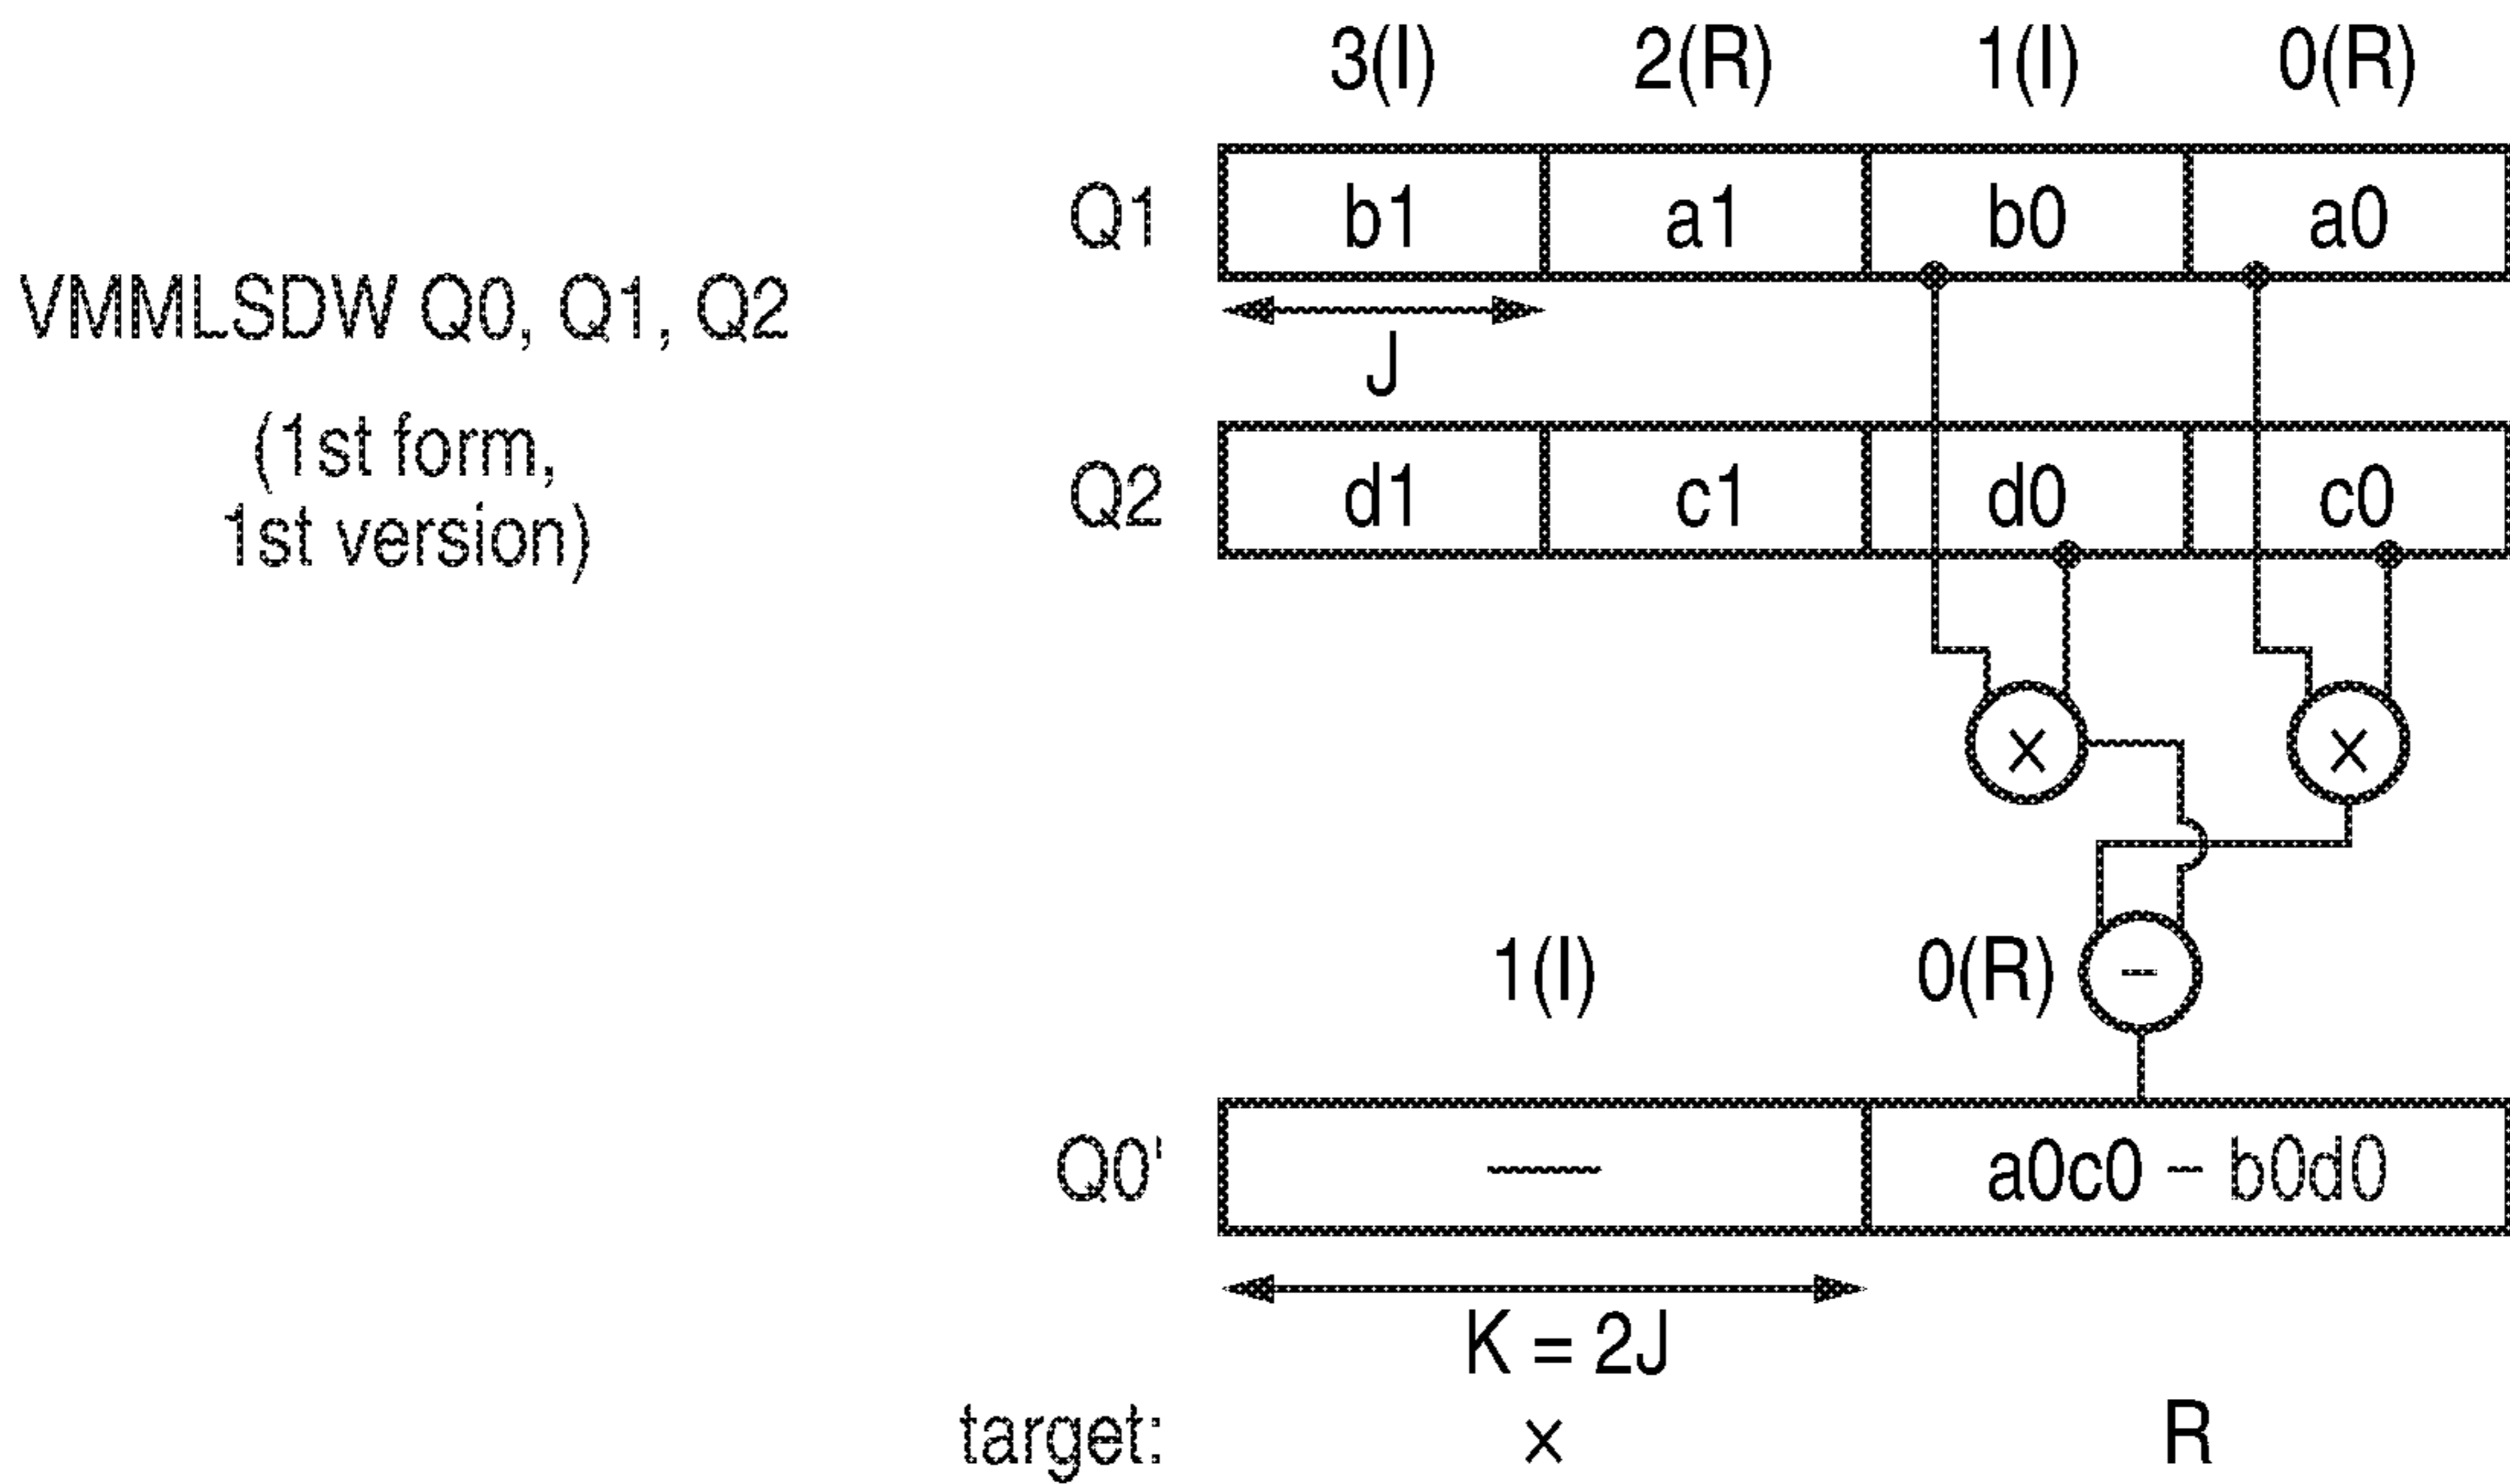 3(I) 2(R) 1(I) 0(R)
Q1 b1 a1 b0 a0
VMMLSDW Q0, Q1, Q2
J
(1st form,
1st version)
Q2 d1 c1 d0 c0
x x
1(I) 0(R) –
Q0' — a0c0 – b0d0
K = 2J
target: x R